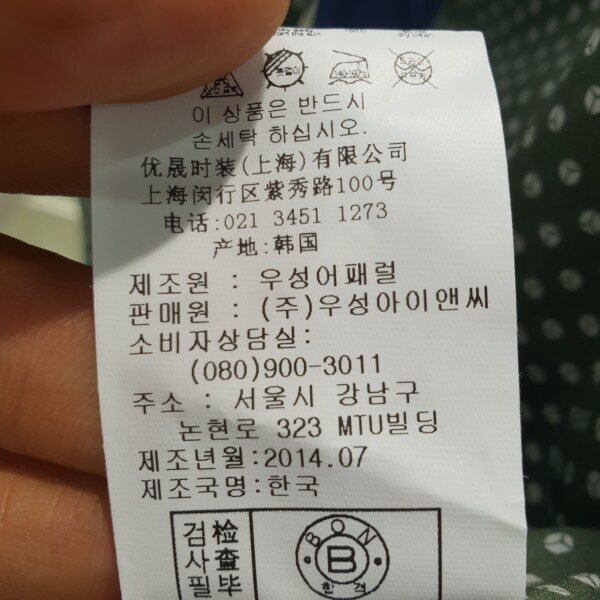 140-160℃
이 상품은 반드시
손세탁 하십시오.
优晟时装(上海)有限公司
上海闵行区紫秀路100号
电话:021 3451 1273
产地:韩国
제조원 : 우성어패럴
판매원 : (주)우성아이앤씨
소비자상담실:
(080)900-3011
주소 : 서울시 강남구
논현로 323 MTU빌딩
제조년월:2014.07
제조국명:한국
검사필
检查毕
BON
B
합격